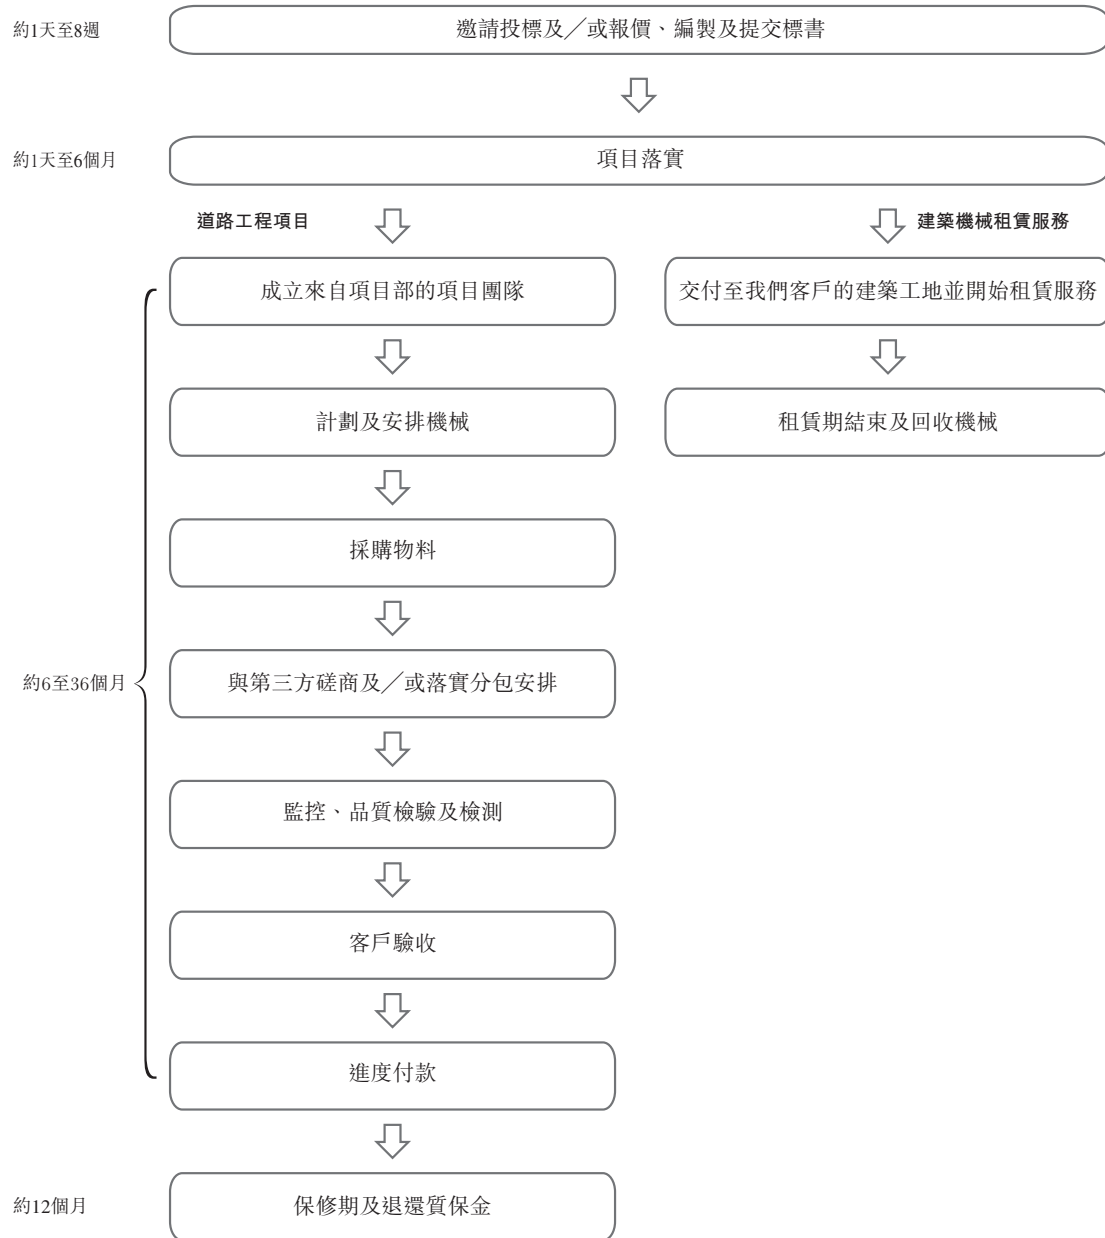 約1天至8週
邀請投標及╱或報價、編製及提交標書
約1天至6個月
項目落實
道路工程項目
建築機械租賃服務
成立來自項目部的項目團隊
交付至我們客戶的建築工地並開始租賃服務
計劃及安排機械
租賃期結束及回收機械
採購物料
約6至36個月
與第三方磋商及╱或落實分包安排
監控、品質檢驗及檢測
客戶驗收
進度付款
約12個月
保修期及退還質保金